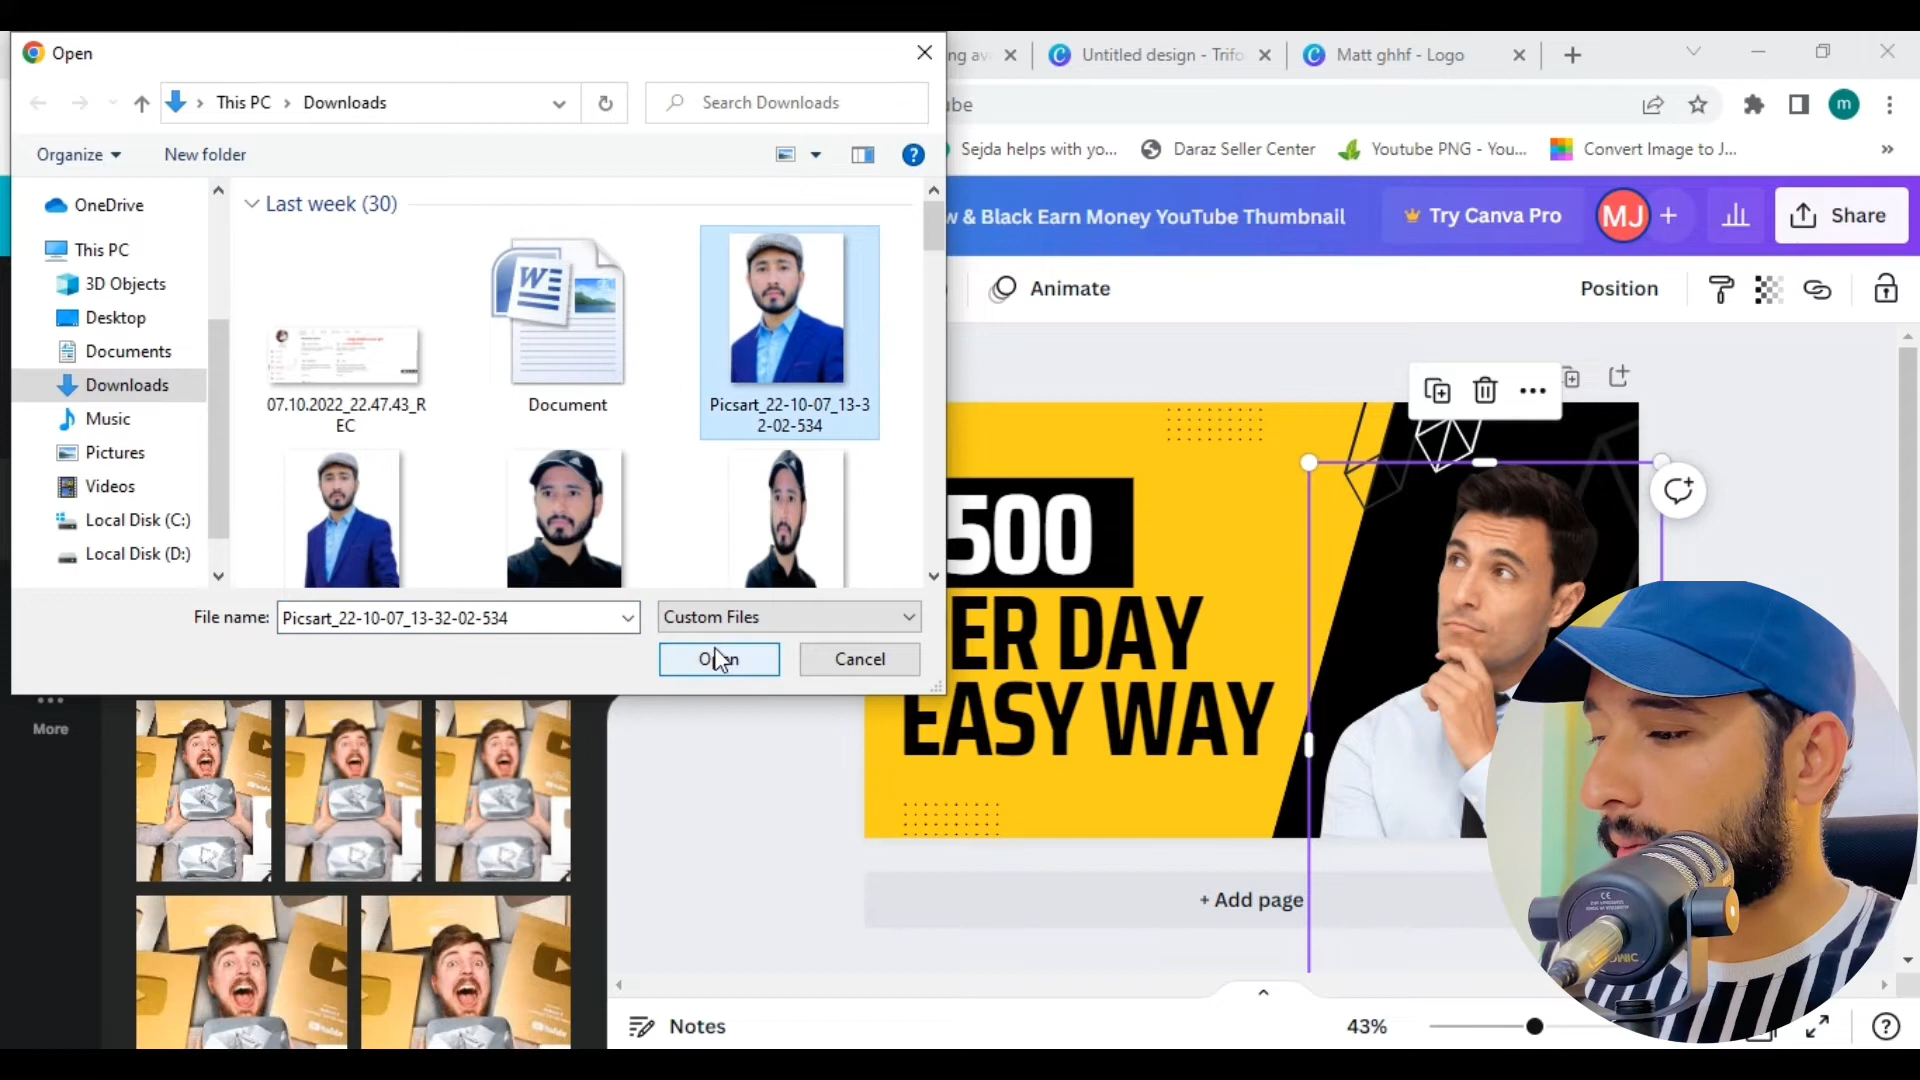 Open
ng av
Untitled design - Trifo
Matt ghhf - Logo
This PC
Downloads
Search Downloads
be
m
Organize
New folder
Sejda helps with yo...
Daraz Seller Center
Youtube PNG - You...
Convert Image to J...
OneDrive
This PC
3D Objects
Desktop
Documents
Downloads
Music
Pictures
Videos
Local Disk (C:)
Local Disk (D:)
Last week (30)
07.10.2022_22.47.43_R
EC
Document
Picsart_22-10-07_13-3
2-02-534
File name:
Picsart_22-10-07_13-32-02-534
Custom Files
Open
Cancel
w & Black Earn Money YouTube Thumbnail
Try Canva Pro
MJ
Share
Animate
Position
500
ER DAY
EASY WAY
+ Add page
More
Notes
43%